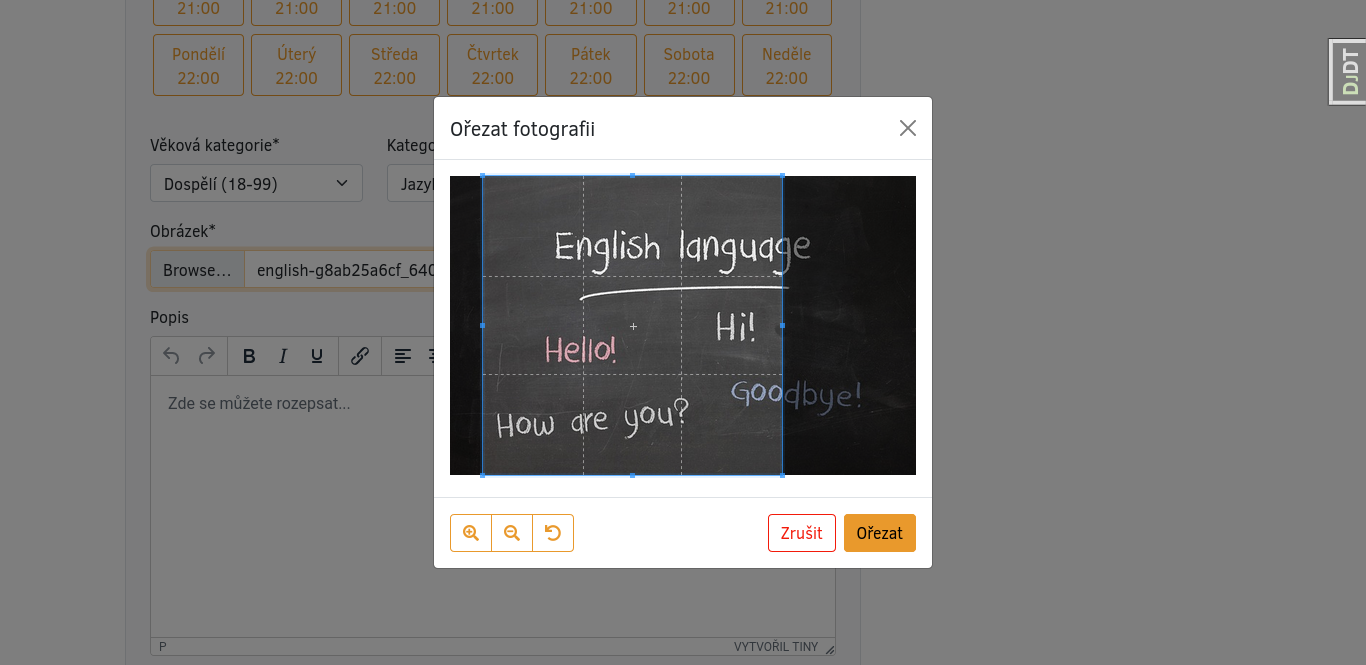 21:00 21:00 21:00 21:00 21:00 21:00 21:00
Pondělí Úterý Středa Čtvrtek Pátek Sobota Neděle
22:00 22:00 22:00 22:00 22:00 22:00 22:00
DJDT
Ořezat fotografii
Věková kategorie*
Dospělí (18-99)
Obrázek*
Browse... english-g8ab25a6cf_640
Popis
B I U
Zde se můžete rozepsat...
English language
Hi!
Hello!
Goodbye!
How are you?
Zrušit Ořezat
P VYTVOŘIL TINY